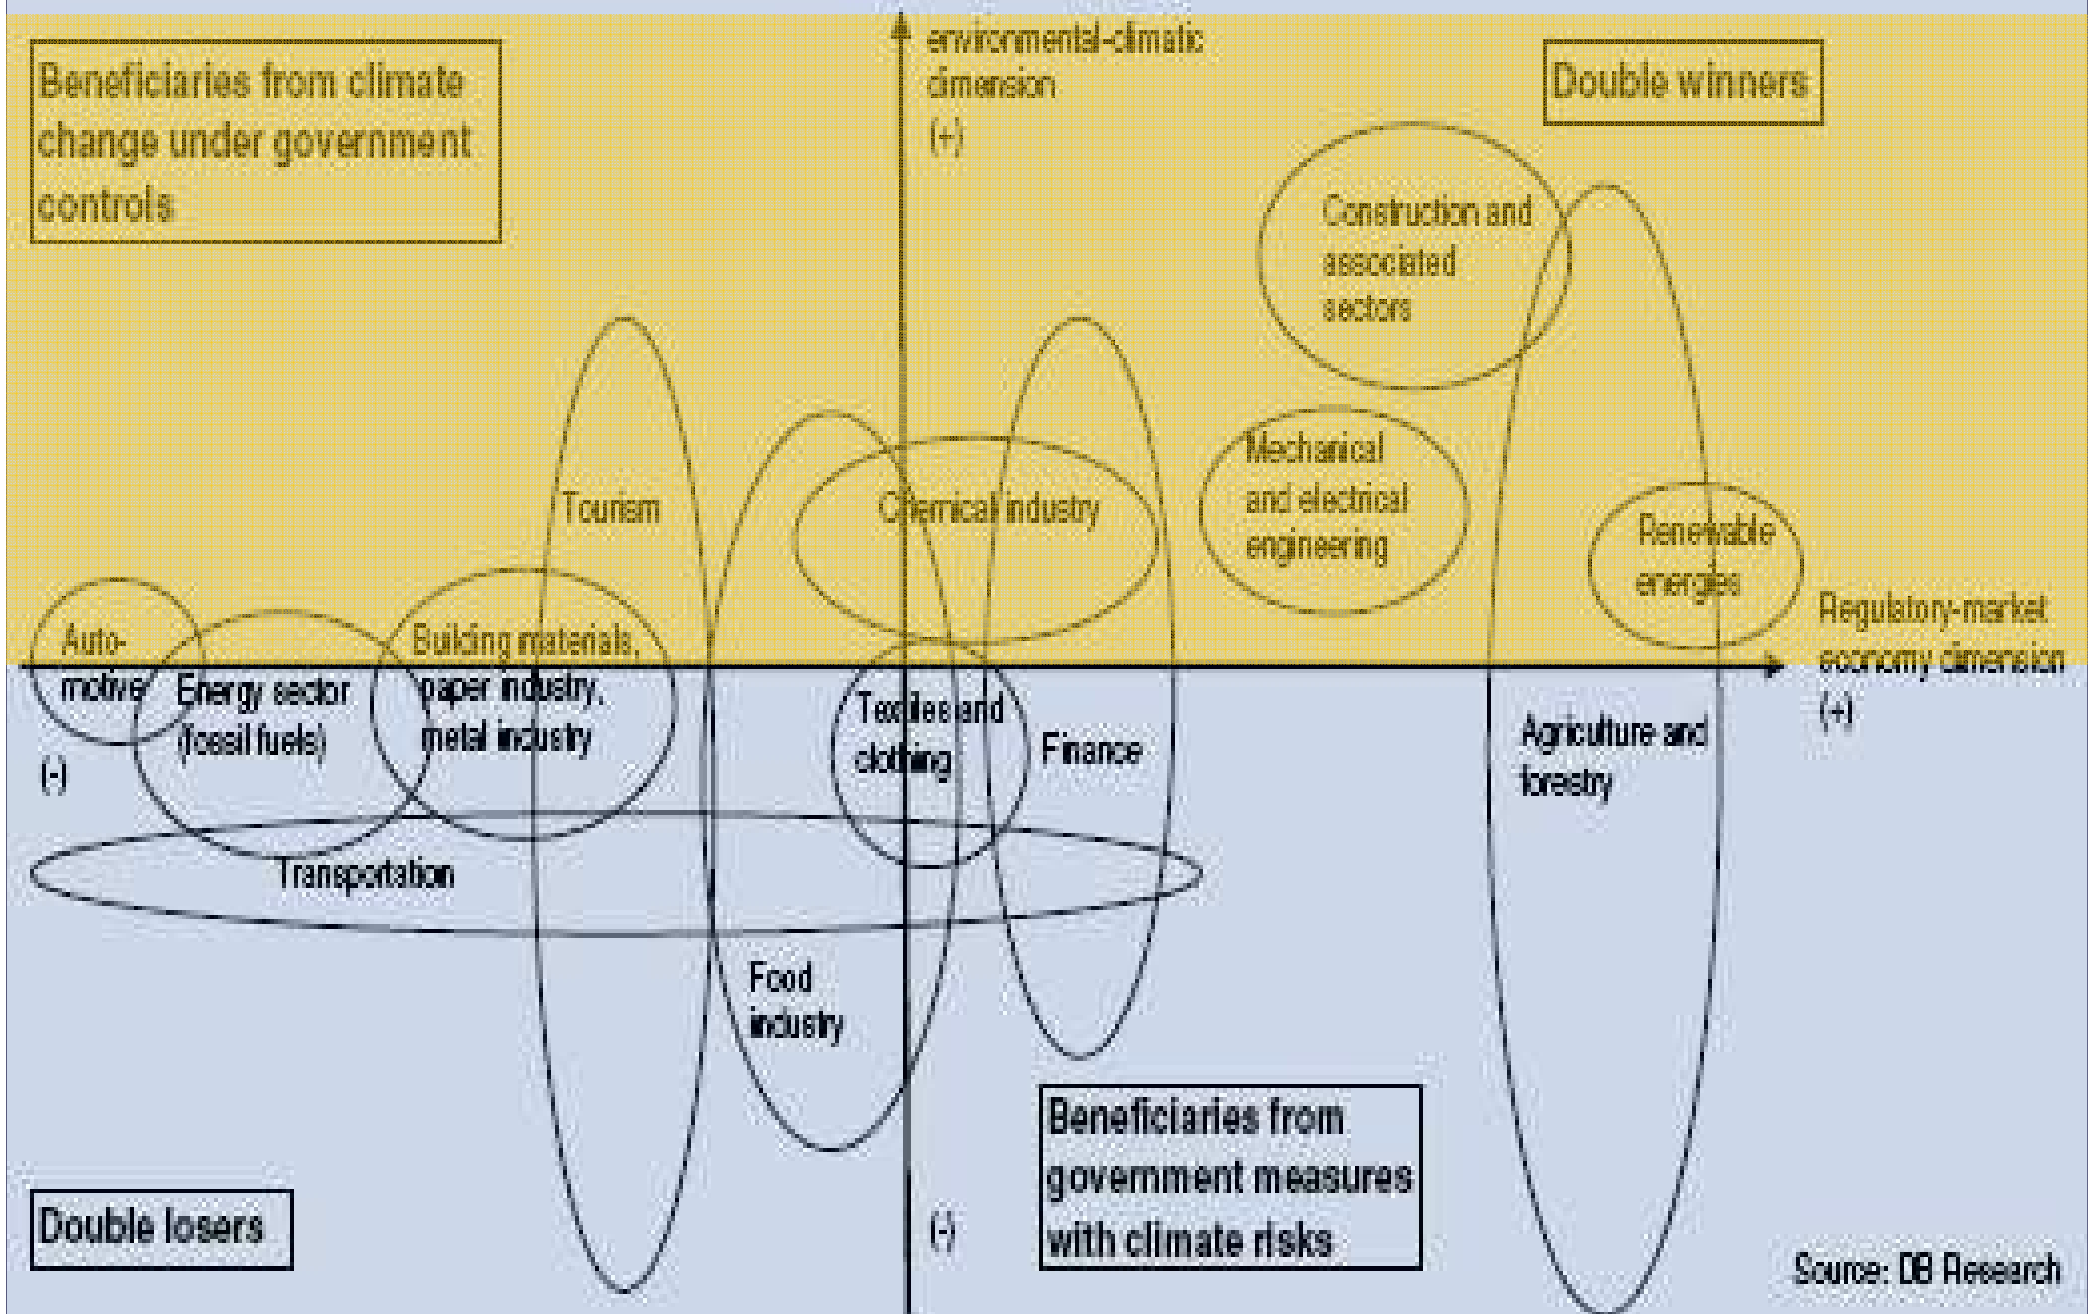 Beneficiaries from climate
change under government
controls
environmental-climatic
dimension
(+)
Double winners
Construction and
associated
sectors
Tourism
Chemical industry
Mechanical
and electrical
engineering
Renewable
energies
Auto-
motive
Energy sector
(fossil fuels)
Building materials,
paper industry,
metal industry
Textiles and
clothing
Finance
Agriculture and
forestry
Regulatory-market
economy dimension
(+)
(-)
Transportation
Food
industry
Beneficiaries from
government measures
with climate risks
Double losers
(-)
Source: DB Research